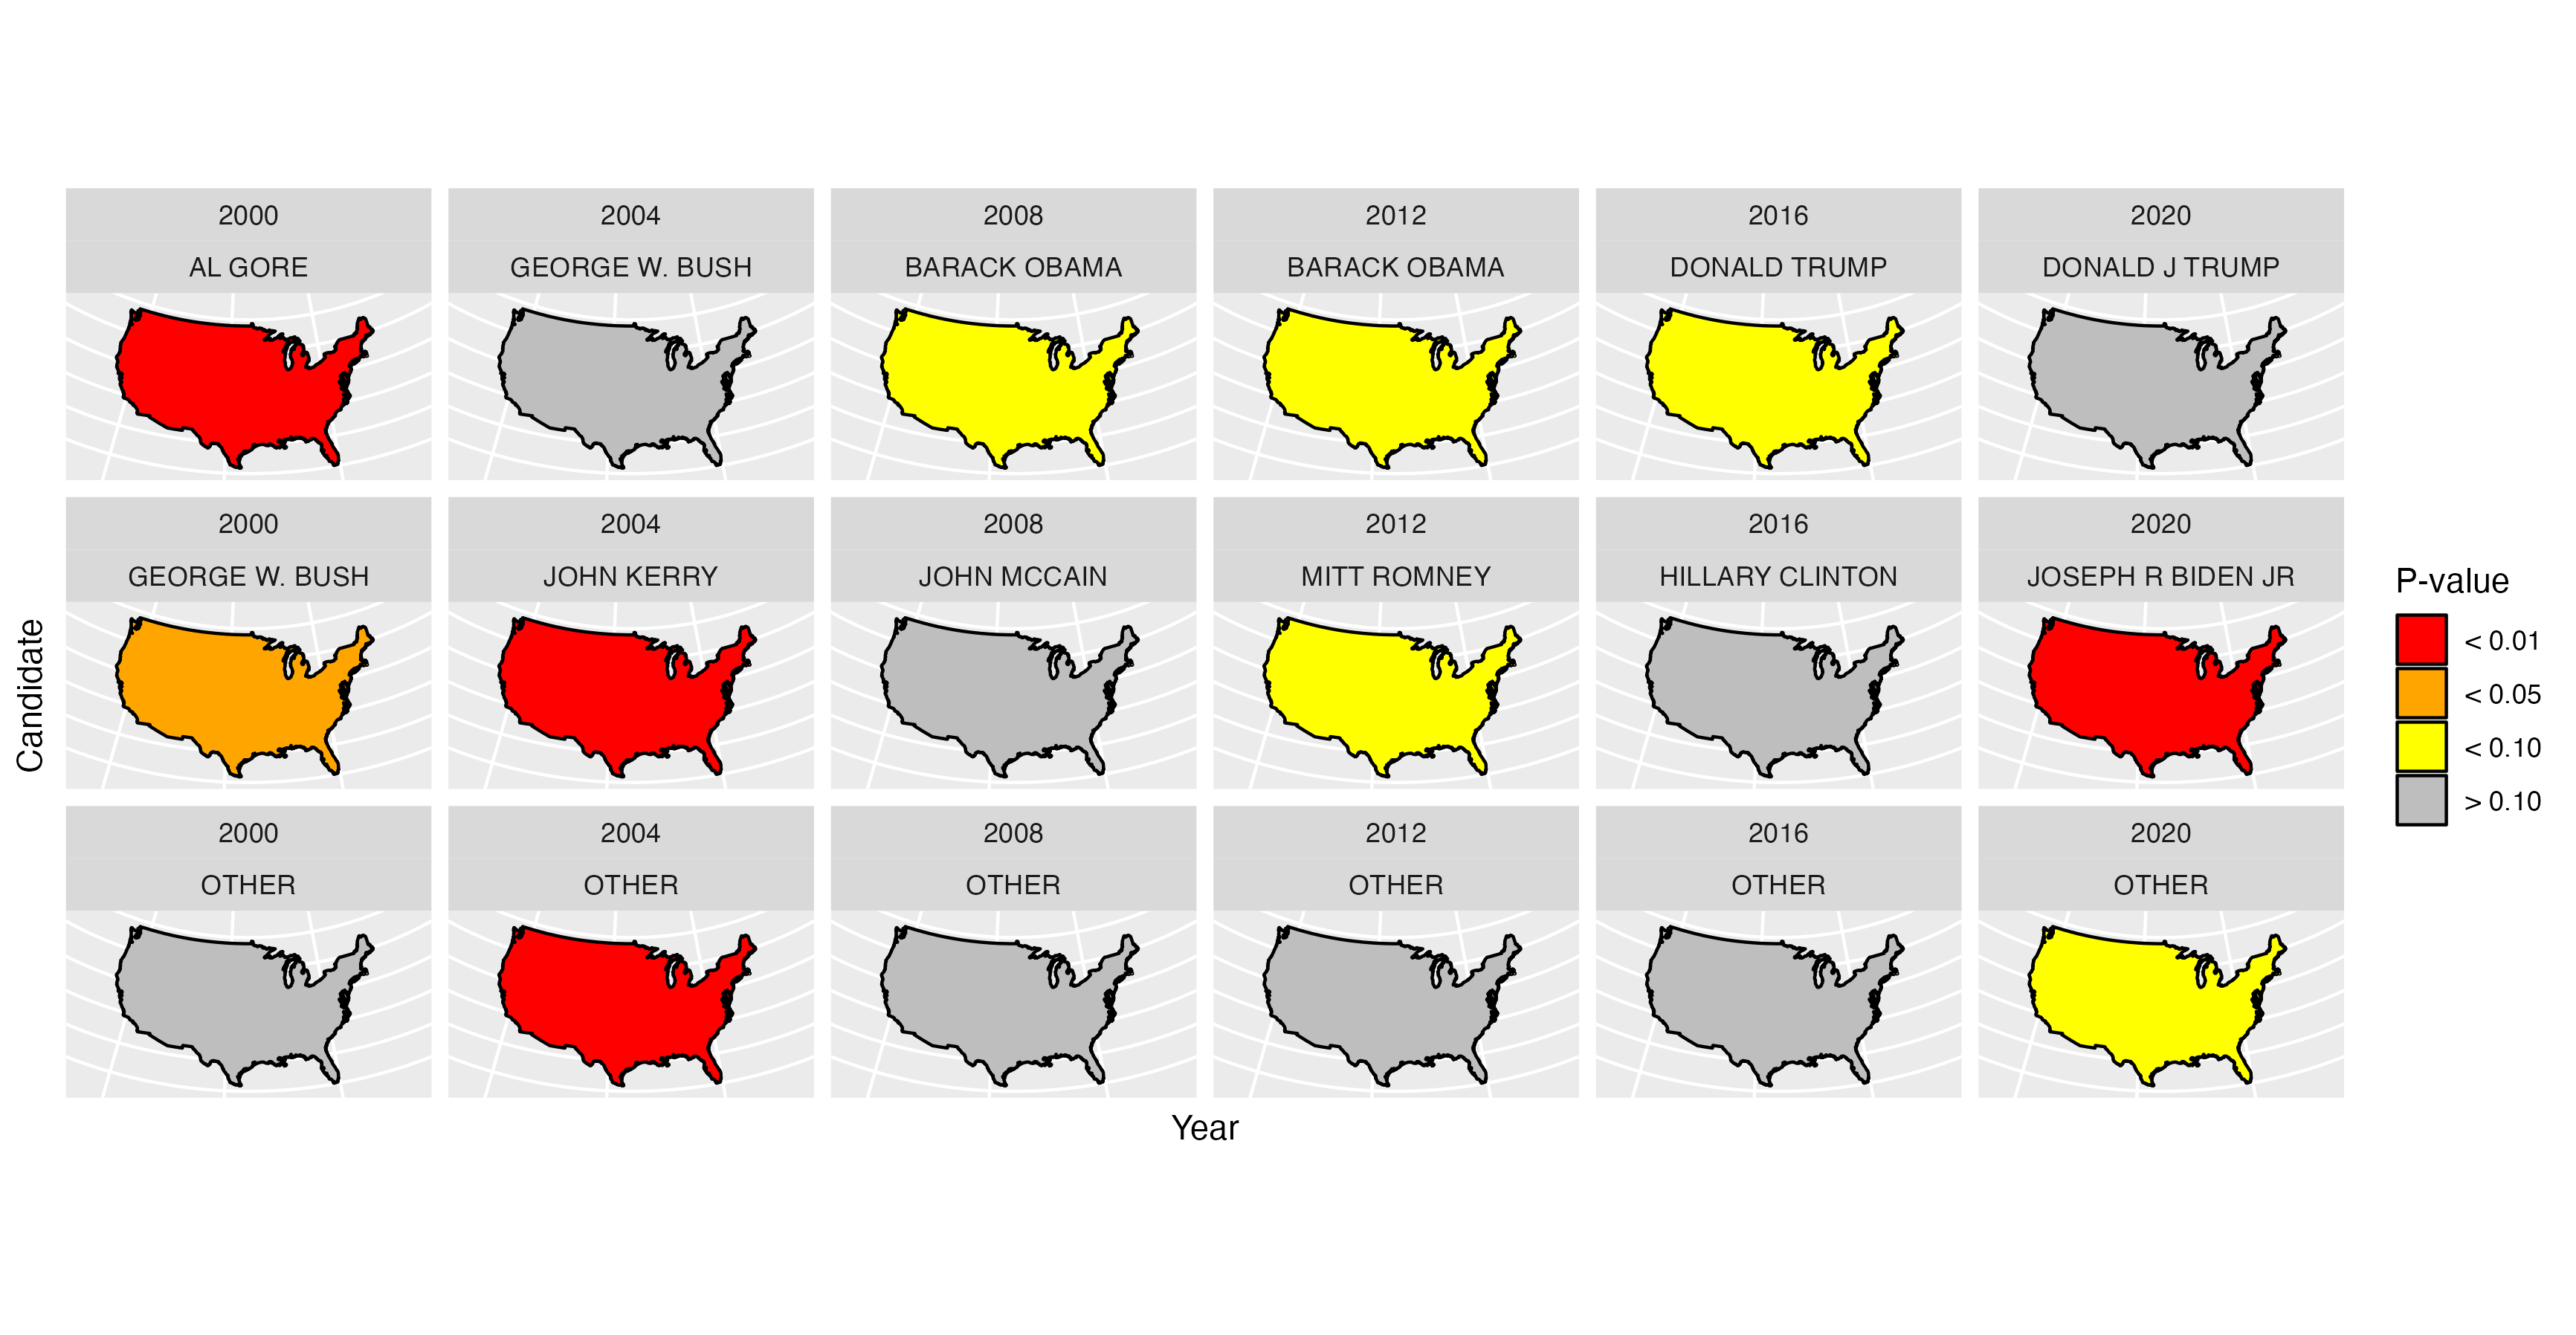 2000
AL GORE
2004
GEORGE W. BUSH
2008
BARACK OBAMA
2012
BARACK OBAMA
2016
DONALD TRUMP
2020
DONALD J TRUMP
2000
GEORGE W. BUSH
2004
JOHN KERRY
2008
JOHN MCCAIN
2012
MITT ROMNEY
2016
HILLARY CLINTON
2020
JOSEPH R BIDEN JR
2000
OTHER
2004
OTHER
2008
OTHER
2012
OTHER
2016
OTHER
2020
OTHER
Candidate
Year
P-value
< 0.01
< 0.05
< 0.10
> 0.10